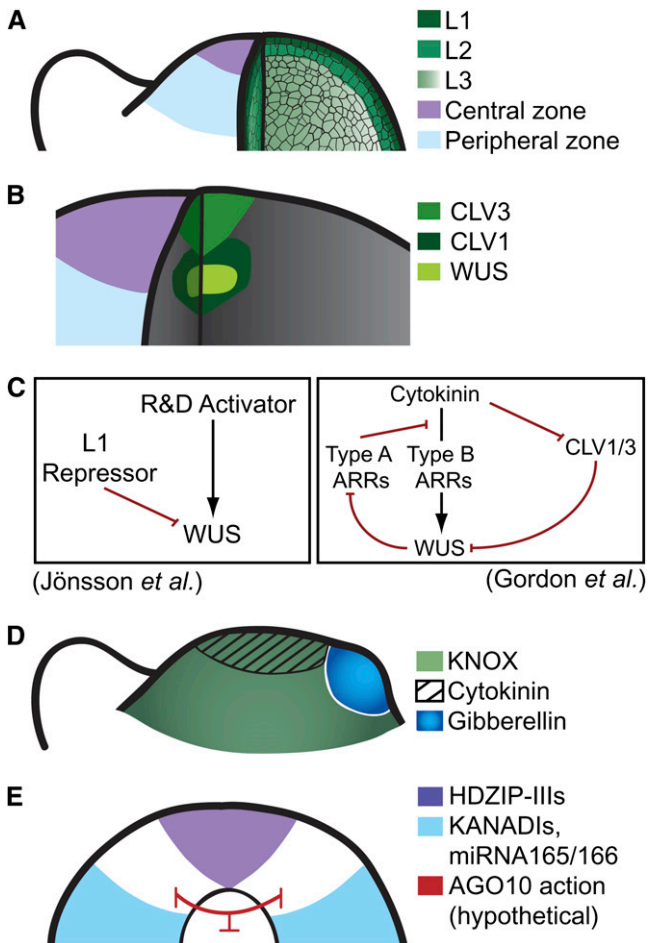 A
L1
L2
L3
Central zone
Peripheral zone
B
CLV3
CLV1
WUS
C
R&D Activator
L1
Repressor
WUS
(Jönsson et al.)
Cytokinin
Type A
ARRs
Type B
ARRs
CLV1/3
WUS
(Gordon et al.)
D
KNOX
Cytokinin
Gibberellin
E
HDZIP-IIIs
KANADIs,
miRNA165/166
AGO10 action
(hypothetical)